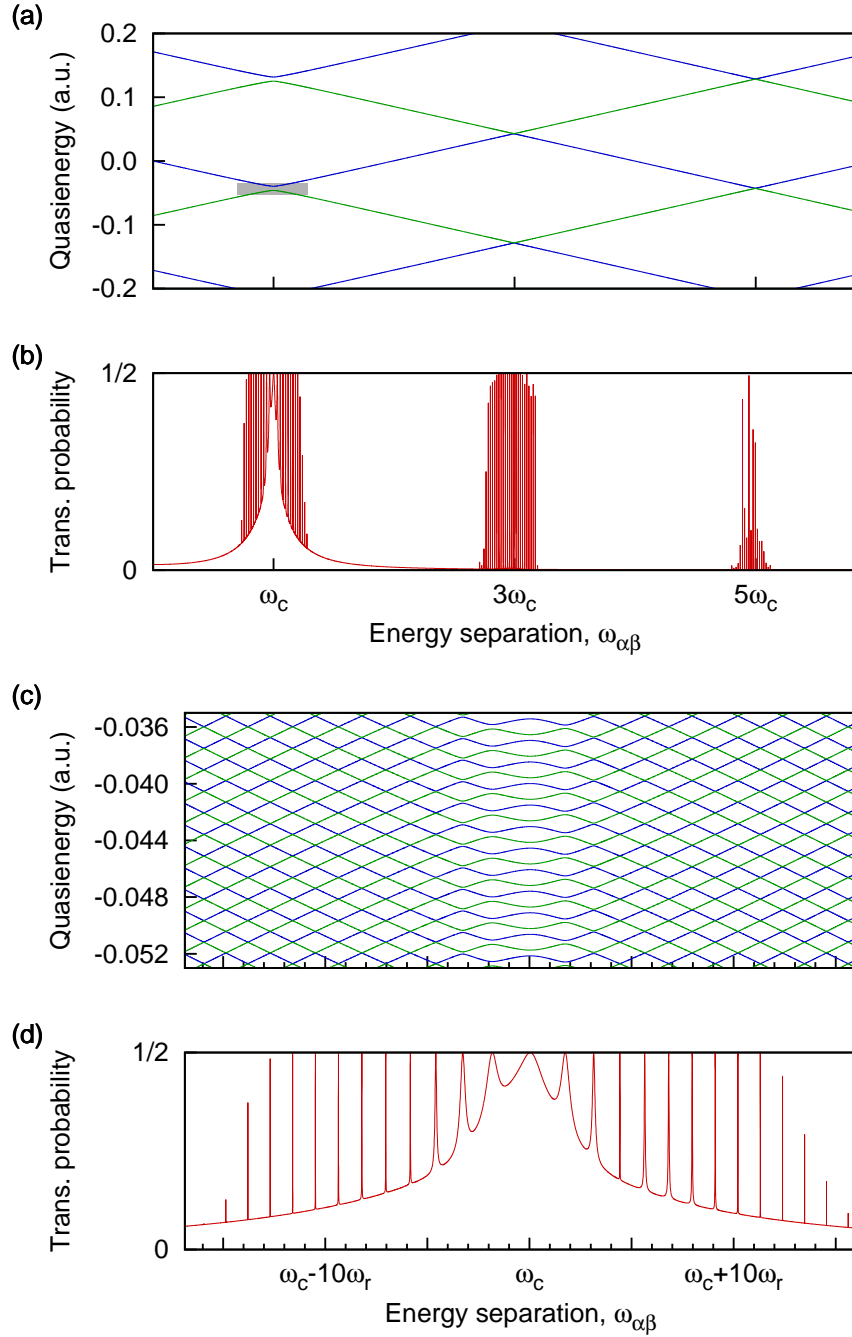 (a)
0.2
0.1
0.0
-0.1
-0.2
Quasienergy (a.u.)
(b)
1/2
0
Trans. probability
ωc 3ωc 5ωc
Energy separation, ωαβ
(c)
-0.036
-0.040
-0.044
-0.048
-0.052
Quasienergy (a.u.)
(d)
1/2
0
Trans. probability
ωc-10ωr ωc ωc+10ωr
Energy separation, ωαβ